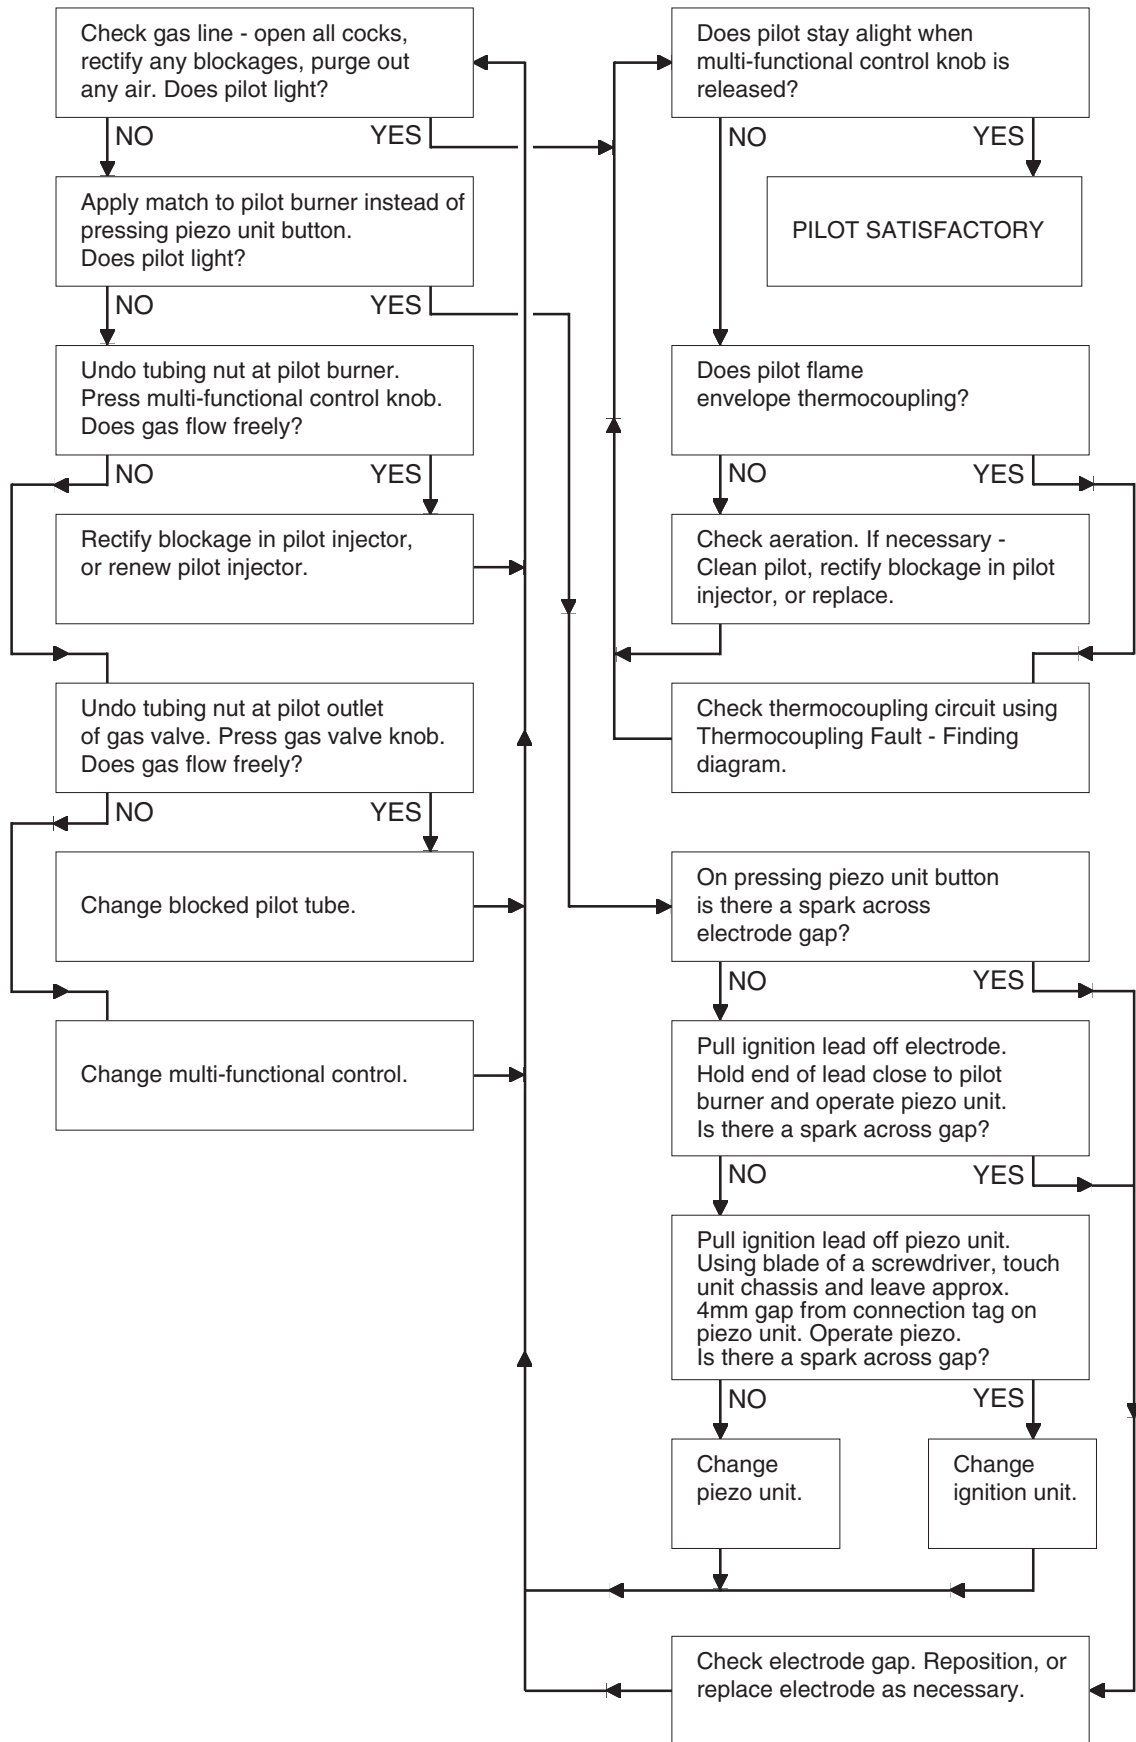 Check gas line - open all cocks,
rectify any blockages, purge out
any air. Does pilot light?
NO
YES
Apply match to pilot burner instead of
pressing piezo unit button.
Does pilot light?
NO
YES
Undo tubing nut at pilot burner.
Press multi-functional control knob.
Does gas flow freely?
NO
YES
Rectify blockage in pilot injector,
or renew pilot injector.
Undo tubing nut at pilot outlet
of gas valve. Press gas valve knob.
Does gas flow freely?
NO
YES
Change blocked pilot tube.
Change multi-functional control.
Does pilot stay alight when
multi-functional control knob is
released?
NO
YES
PILOT SATISFACTORY
Does pilot flame
envelope thermocoupling?
NO
YES
Check aeration. If necessary -
Clean pilot, rectify blockage in pilot
injector, or replace.
Check thermocoupling circuit using
Thermocoupling Fault - Finding
diagram.
On pressing piezo unit button
is there a spark across
electrode gap?
NO
YES
Pull ignition lead off electrode.
Hold end of lead close to pilot
burner and operate piezo unit.
Is there a spark across gap?
NO
YES
Pull ignition lead off piezo unit.
Using blade of a screwdriver, touch
unit chassis and leave approx.
4mm gap from connection tag on
piezo unit. Operate piezo.
Is there a spark across gap?
NO
YES
Change
piezo unit.
Change
ignition unit.
Check electrode gap. Reposition, or
replace electrode as necessary.